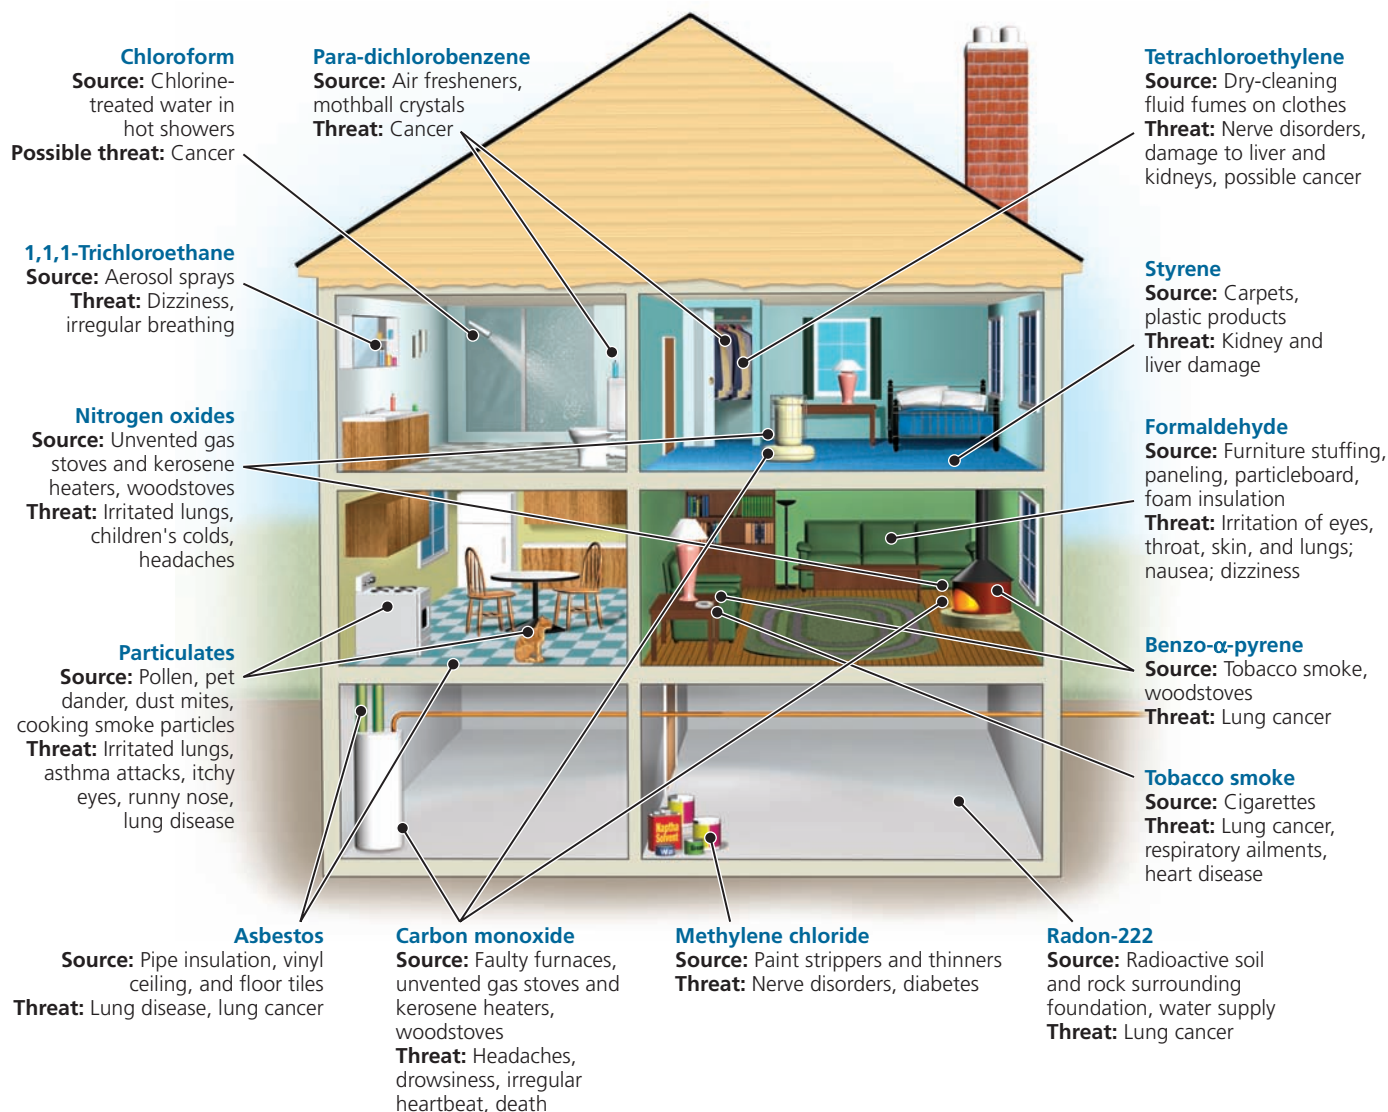 Chloroform
Source: Chlorine-
treated water in
hot showers
Possible threat: Cancer
Para-dichlorobenzene
Source: Air fresheners,
mothball crystals
Threat: Cancer
Tetrachloroethylene
Source: Dry-cleaning
fluid fumes on clothes
Threat: Nerve disorders,
damage to liver and
kidneys, possible cancer
1,1,1-Trichloroethane
Source: Aerosol sprays
Threat: Dizziness,
irregular breathing
Styrene
Source: Carpets,
plastic products
Threat: Kidney and
liver damage
Nitrogen oxides
Source: Unvented gas
stoves and kerosene
heaters, woodstoves
Threat: Irritated lungs,
children's colds,
headaches
Formaldehyde
Source: Furniture stuffing,
paneling, particleboard,
foam insulation
Threat: Irritation of eyes,
throat, skin, and lungs;
nausea; dizziness
Particulates
Source: Pollen, pet
dander, dust mites,
cooking smoke particles
Threat: Irritated lungs,
asthma attacks, itchy
eyes, runny nose,
lung disease
Benzo-α-pyrene
Source: Tobacco smoke,
woodstoves
Threat: Lung cancer
Tobacco smoke
Source: Cigarettes
Threat: Lung cancer,
respiratory ailments,
heart disease
Naptha
Solvent
Asbestos
Source: Pipe insulation, vinyl
ceiling, and floor tiles
Threat: Lung disease, lung cancer
Carbon monoxide
Source: Faulty furnaces,
unvented gas stoves and
kerosene heaters,
woodstoves
Threat: Headaches,
drowsiness, irregular
heartbeat, death
Methylene chloride
Source: Paint strippers and thinners
Threat: Nerve disorders, diabetes
Radon-222
Source: Radioactive soil
and rock surrounding
foundation, water supply
Threat: Lung cancer